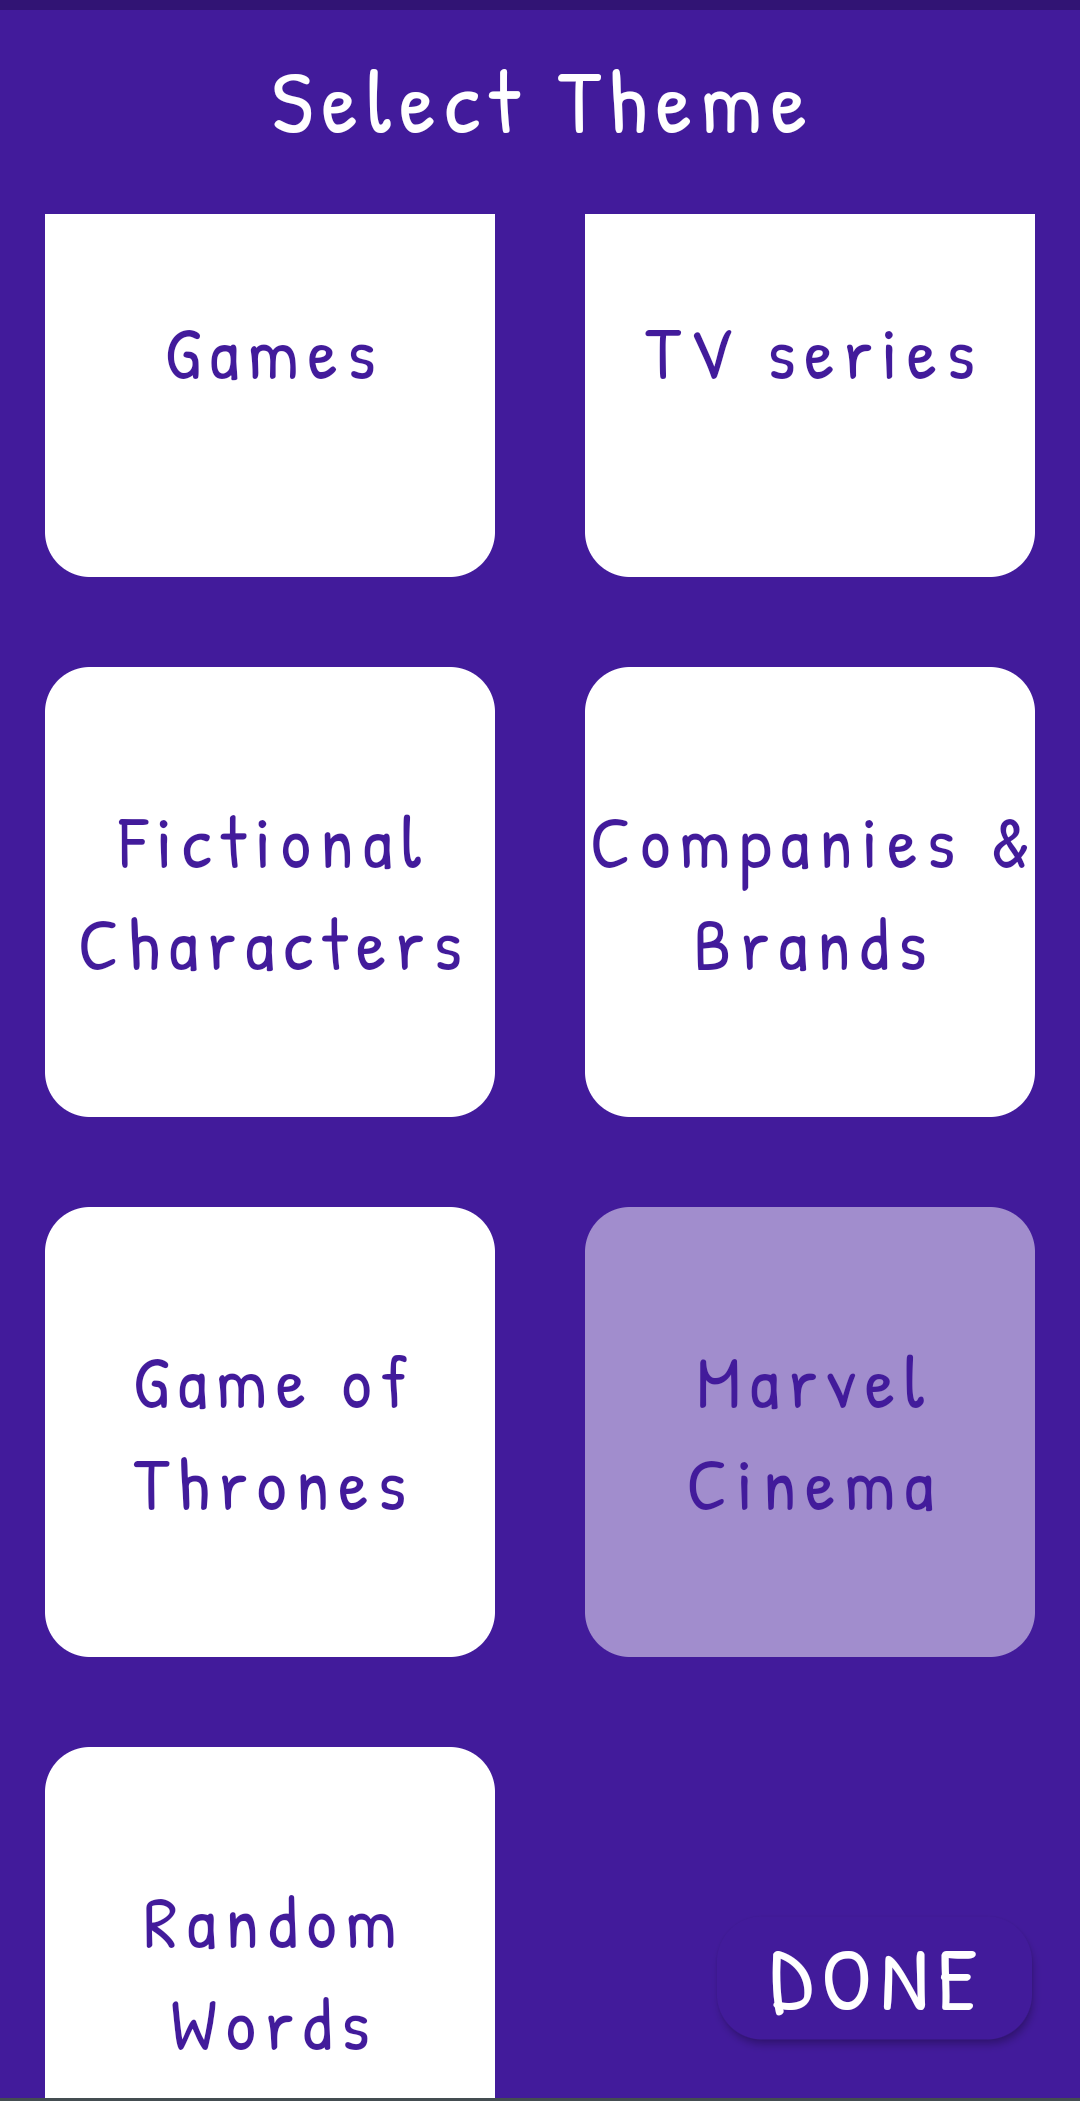 Select Theme
Games
TV series
Fictional
Characters
Companies &
Brands
Game of
Thrones
Marvel
Cinema
Random
Words
DONE